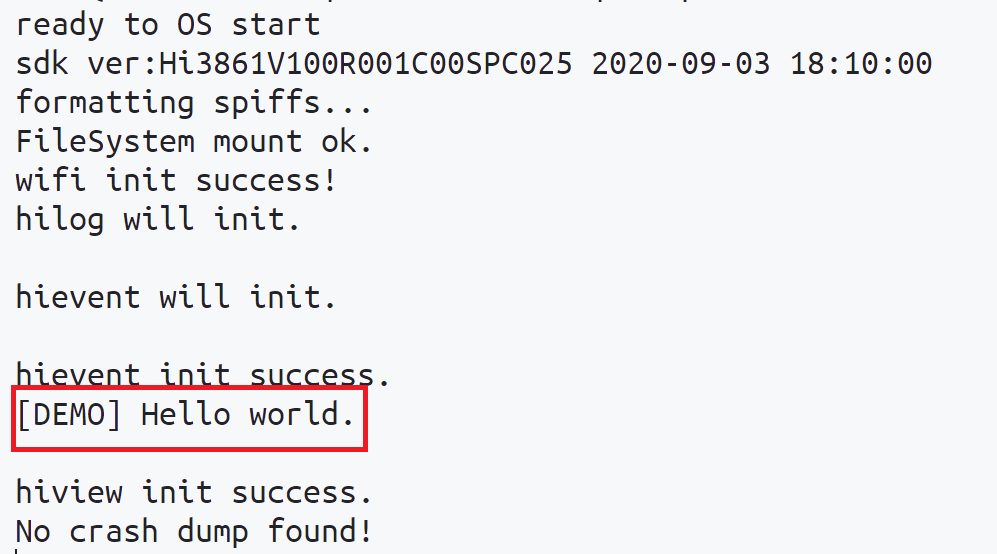 ready to OS start
sdk ver:Hi3861V100R001C00SPC025 2020-09-03 18:10:00
formatting spiffs...
FileSystem mount ok.
wifi init success!
hilog will init.
hievent will init.
hievent init success.
[DEMO] Hello world.
hiview init success.
No crash dump found!